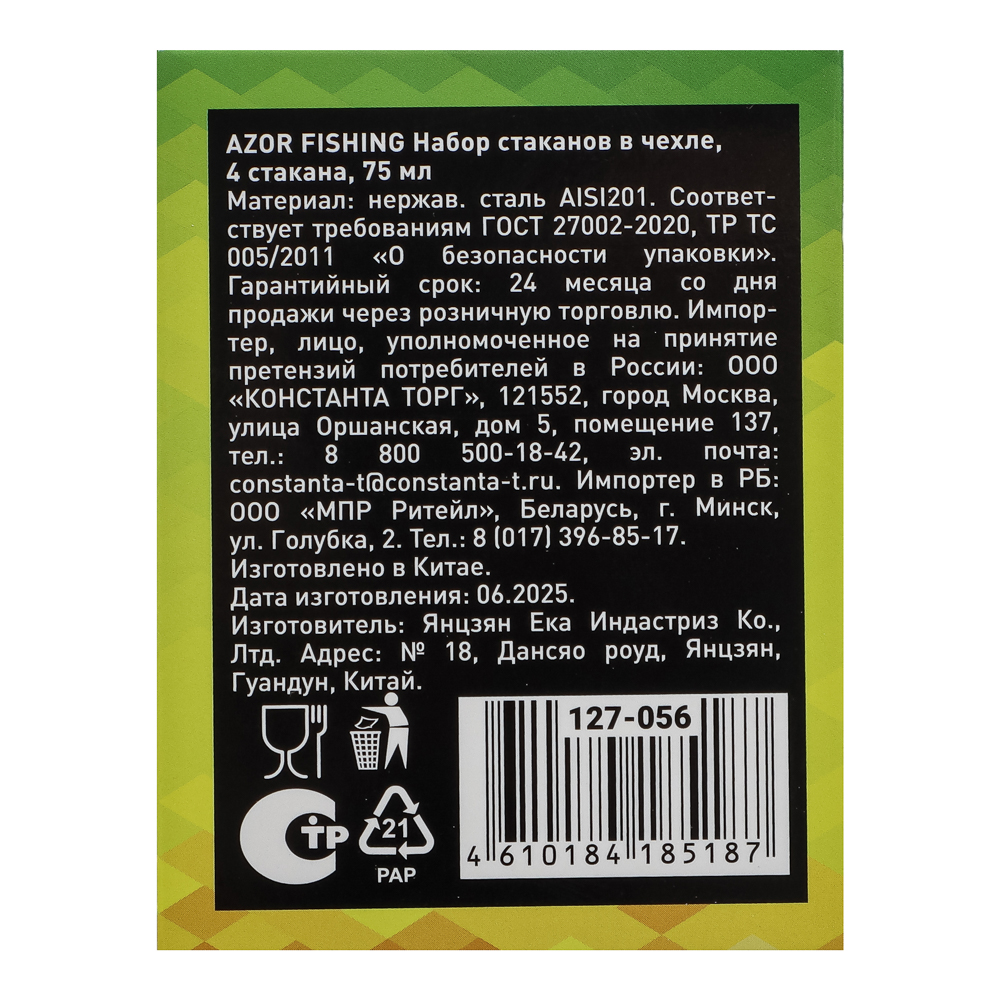 AZOR FISHING Набор стаканов в чехле,
4 стакана, 75 мл
Материал: нержав. сталь AISI201. Соответ-
ствует требованиям ГОСТ 27002-2020, ТР ТС
005/2011 «О безопасности упаковки».
Гарантийный срок: 24 месяца со дня
продажи через розничную торговлю. Импор-
тер, лицо, уполномоченное на принятие
претензий потребителей в России: ООО
«КОНСТАНТА ТОРГ», 121552, город Москва,
улица Оршанская, дом 5, помещение 137,
тел.: 8 800 500-18-42, эл. почта:
constanta-t@constanta-t.ru. Импортер в РБ:
ООО «МПР Ритейл», Беларусь, г. Минск,
ул. Голубка, 2. Тел.: 8 (017) 396-85-17.
Изготовлено в Китае.
Дата изготовления: 06.2025.
Изготовитель: Янцзян Ека Индастриз Ко.,
Лтд. Адрес: № 18, Дансяо роуд, Янцзян,
Гуандун, Китай.
127-056
СТР
21
PAP
4 610184 185187